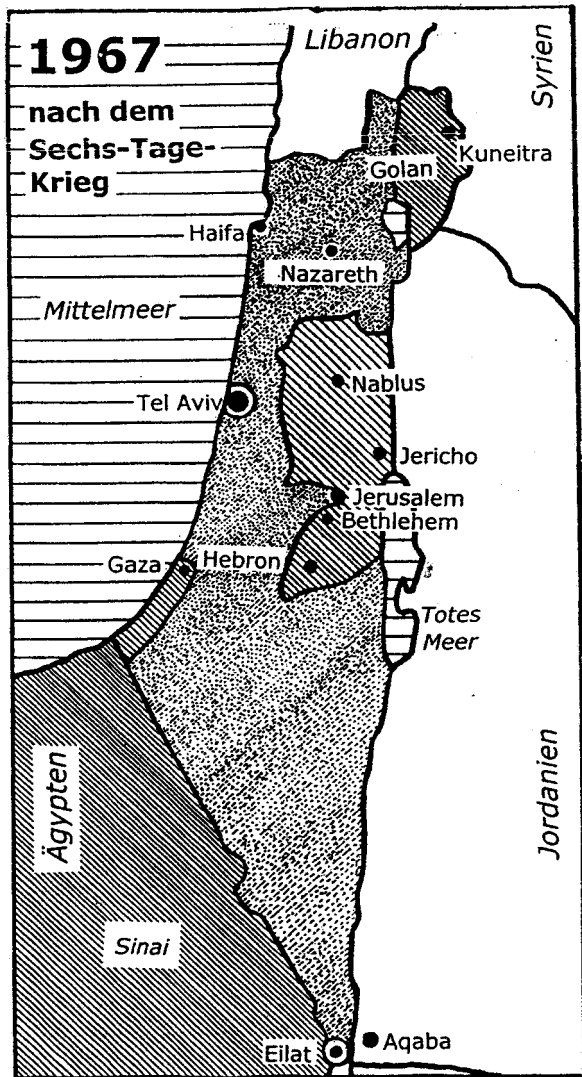 1967
nach dem
Sechs-Tage-
Krieg
Libanon
Syrien
Kuneitra
Golan
Haifa
Nazareth
Mittelmeer
Nablus
Tel Aviv
Jericho
Jerusalem
Bethlehem
Gaza
Hebron
Totes
Meer
Ägypten
Jordanien
Sinai
Eilat
Aqaba